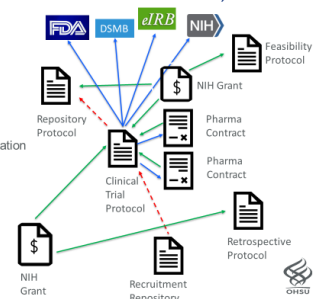 FDA
DSMB
eIRB
NIH
Feasibility
Protocol
$
NIH Grant
Repository
Protocol
Pharma
Contract
ation
Clinical
Trial
Protocol
Pharma
Contract
$
Retrospective
Protocol
NIH
Grant
Recruitment
Repository
OHSU